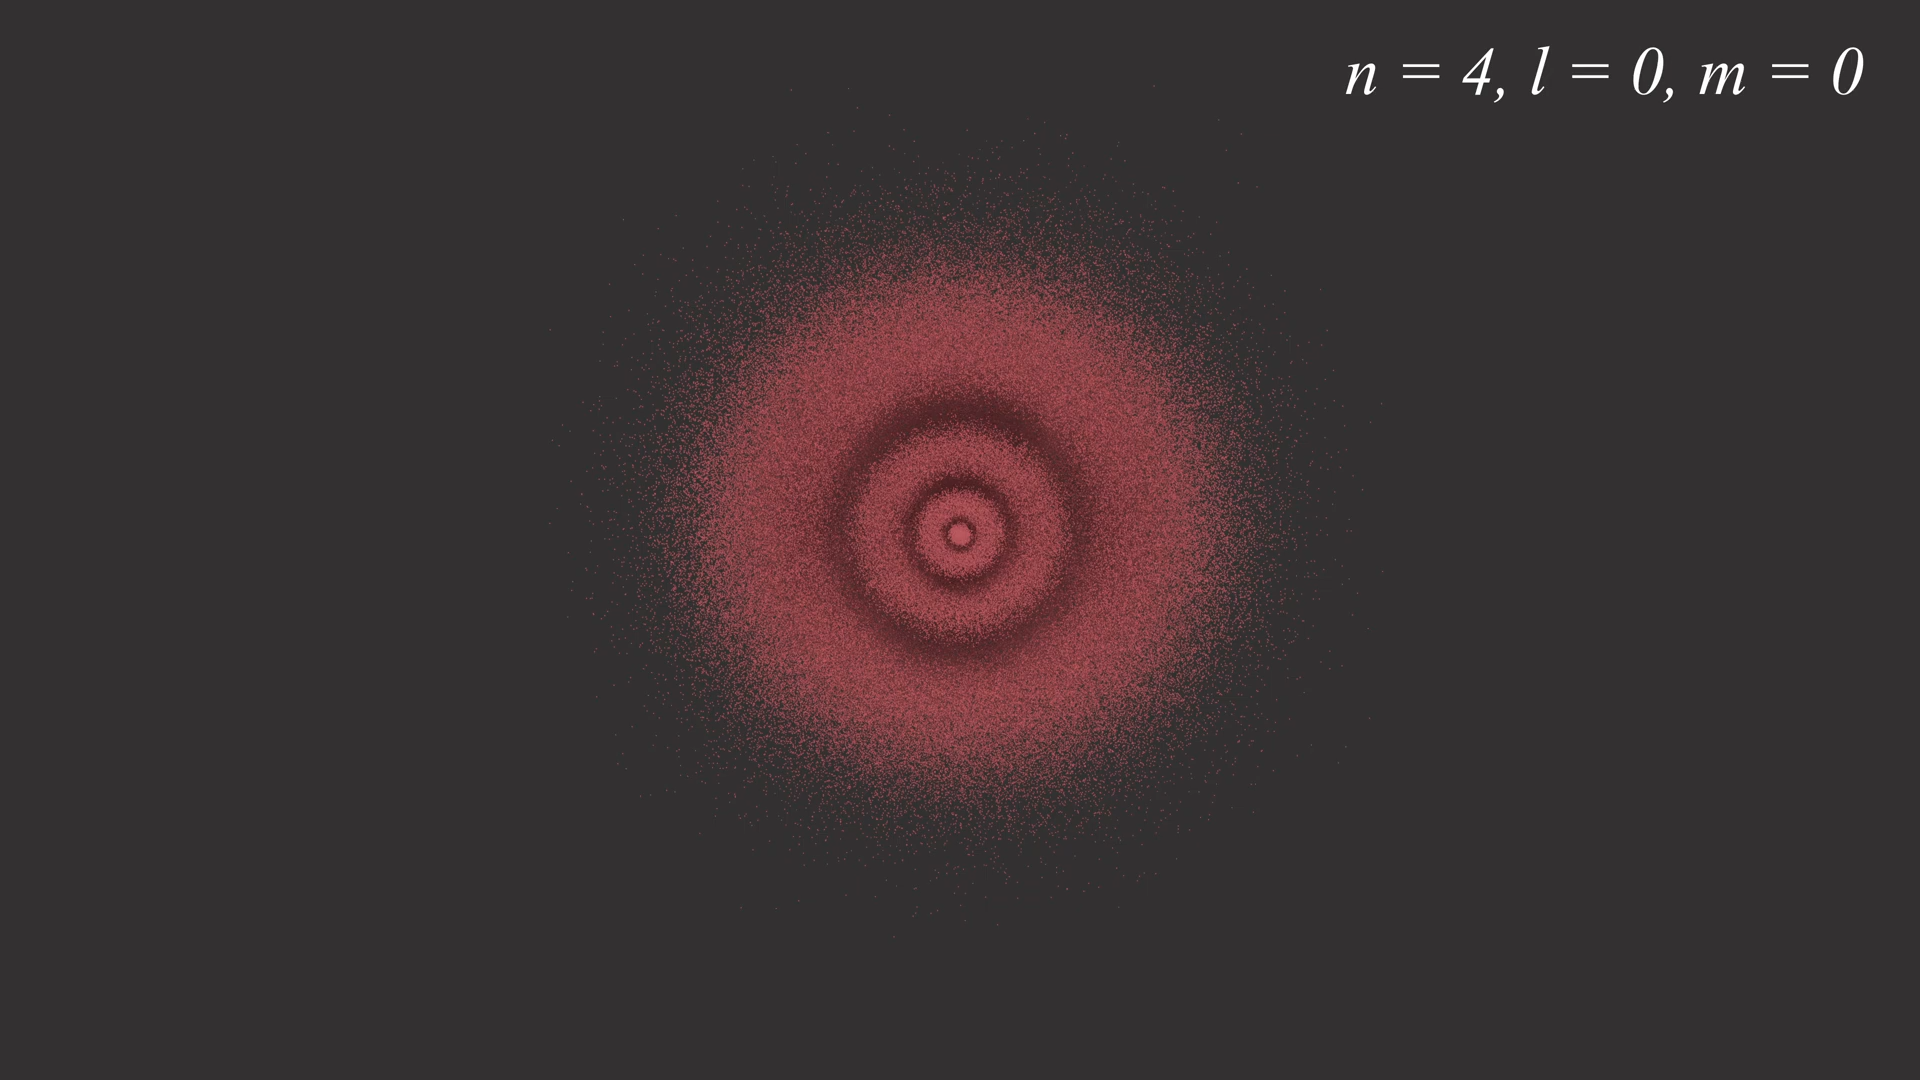 n = 4, l = 0, m = 0